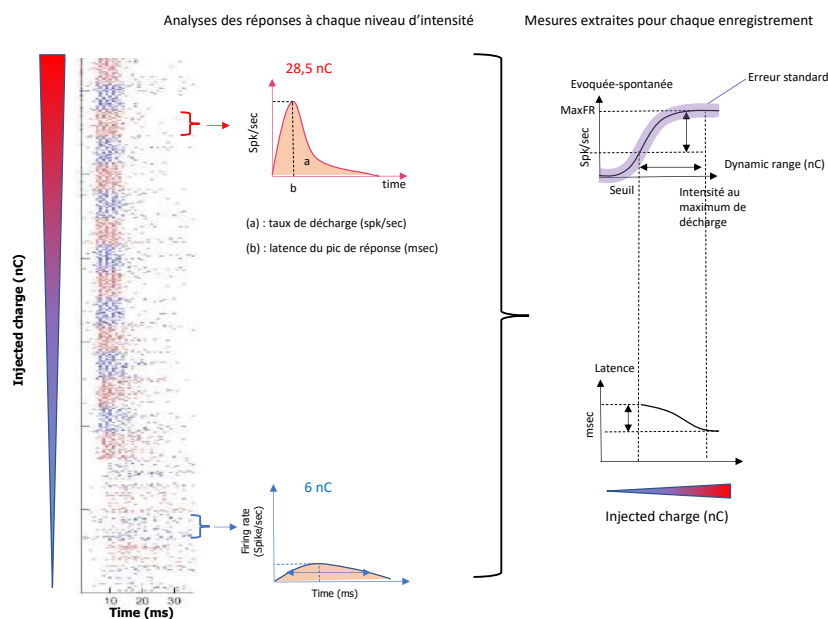 Analyses des réponses à chaque niveau d'intensité
Mesures extraites pour chaque enregistrement
Injected charge (nC)
10 20 30
Time (ms)
28,5 nC
Spk/sec
a
b
time
(a) : taux de décharge (spk/sec)
(b) : latence du pic de réponse (msec)
6 nC
Firing rate
(Spike/sec)
Time (ms)
Evoquée-spontanée
Erreur standard
MaxFR
Spk/sec
Dynamic range (nC)
Seuil
Intensité au
maximum de
décharge
Latence
msec
Injected charge (nC)